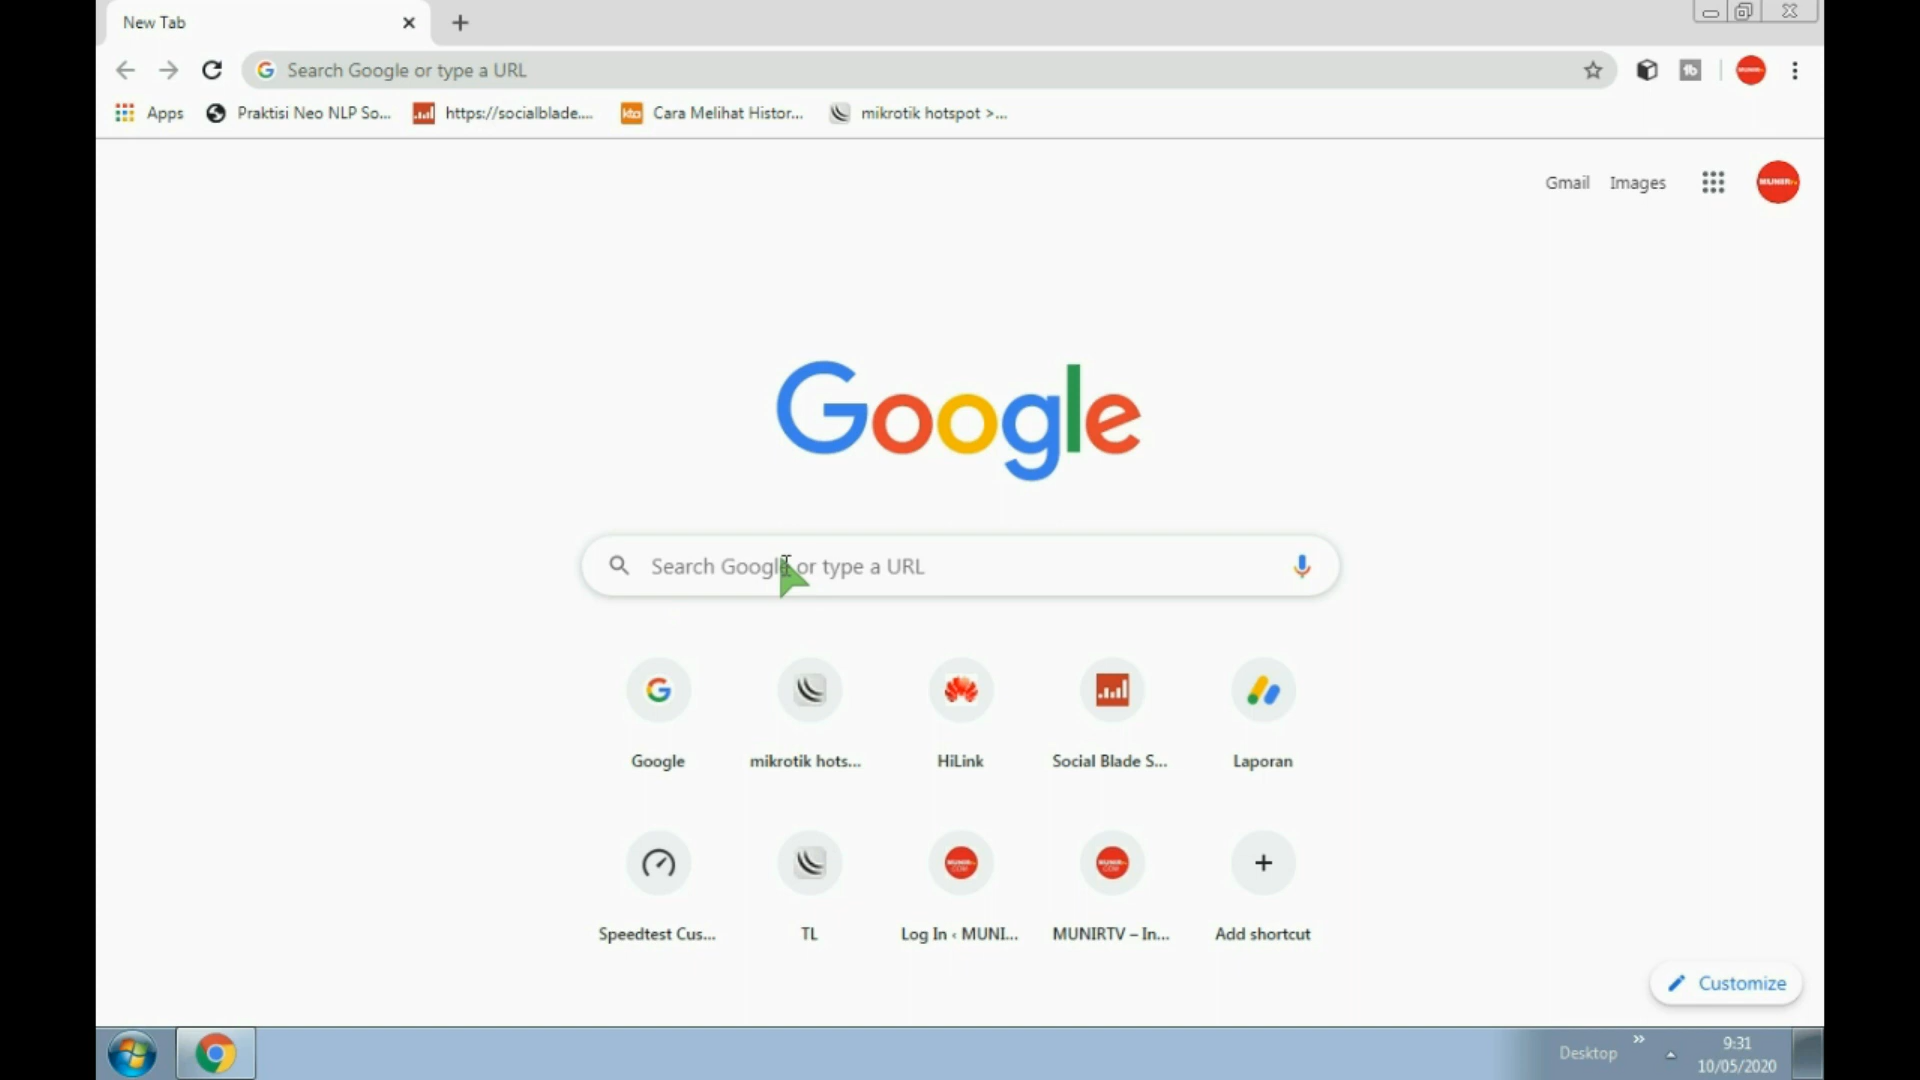 New Tab
Search Google or type a URL
Apps
Praktisi Neo NLP So...
https://socialblade....
kta
Cara Melihat Histor...
mikrotik hotspot >...
Gmail
Images
MUNIRtv
Google
Search Google or type a URL
Google
mikrotik hots...
HiLink
Social Blade S...
Laporan
Speedtest Cus...
TL
Log In ‹ MUNI...
MUNIRTV – In...
Add shortcut
Customize
Desktop
9:31
10/05/2020